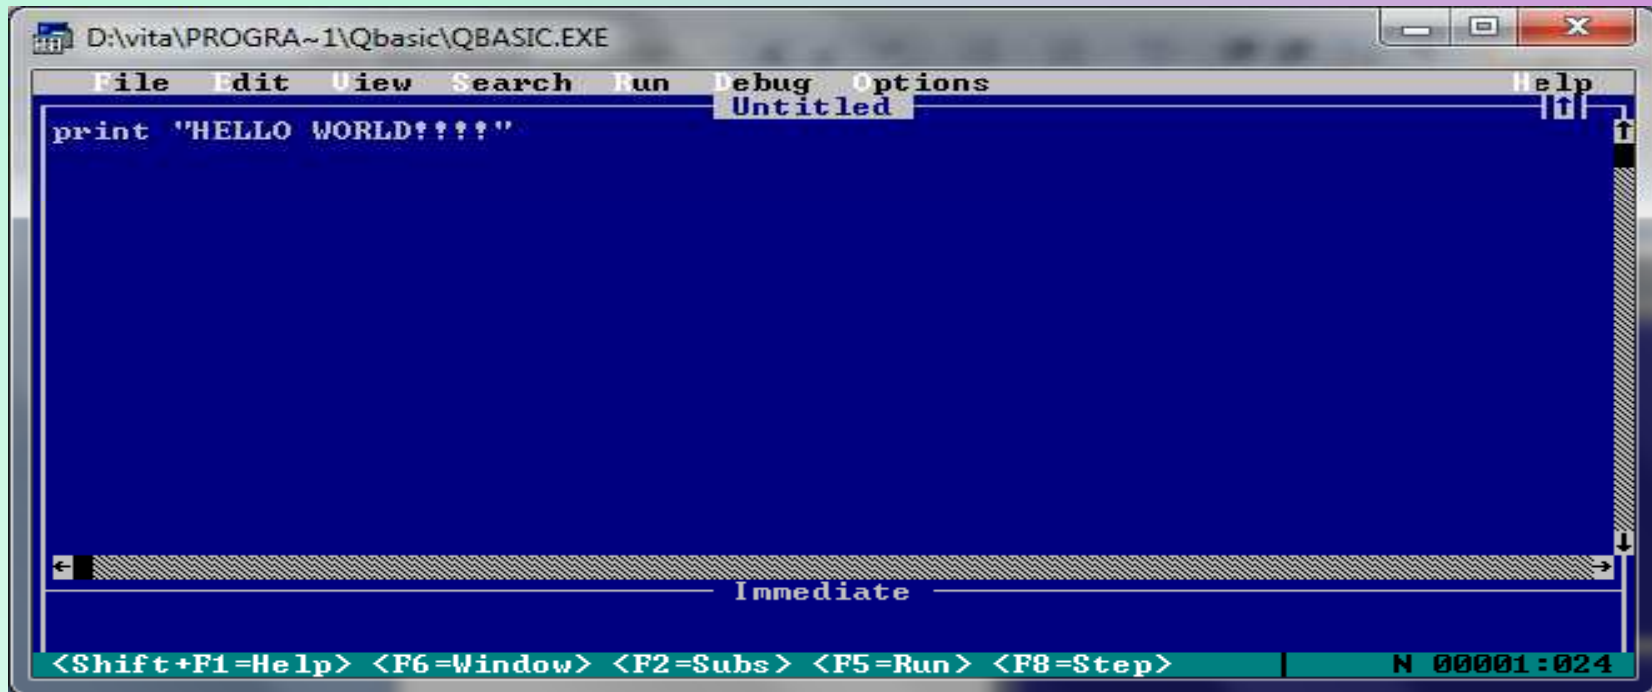 D:\vita\PROGRA~1\Qbasic\QBASIC.EXE
File Edit View Search Run Debug Options Help
Untitled
print "HELLO WORLD!!!!"
Immediate
<Shift+F1=Help> <F6=Window> <F2=Subs> <F5=Run> <F8=Step> N 00001:024